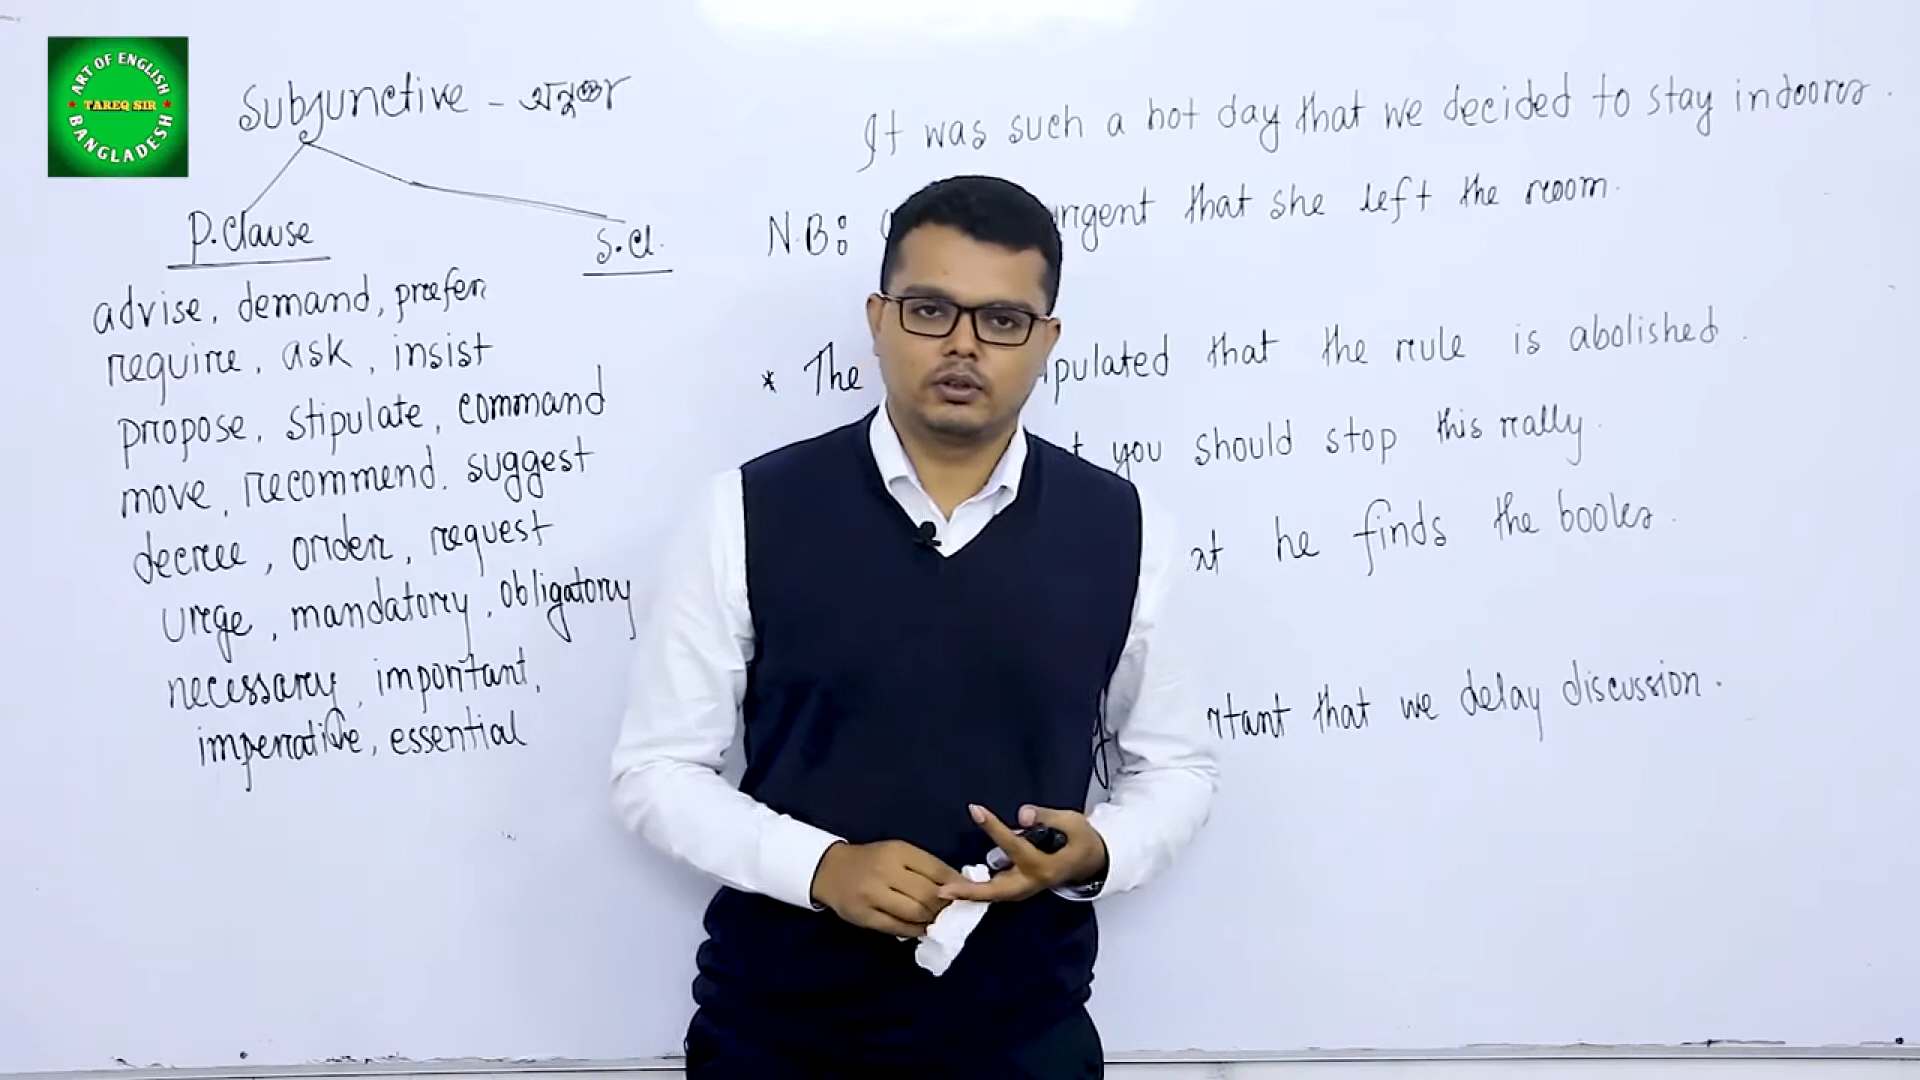 ART OF ENGLISH
TAREQ SIR
BANGLADESH
Subjunctive - অনুজ্ঞা
P. Clause
S. Cl.
advise, demand, prefer
require, ask, insist
propose, stipulate, command
move, recommend, suggest
decree, order, request
urge, mandatory, obligatory
necessary, important,
imperative, essential
It was such a hot day that we decided to stay indoors.
N.B: urgent that she left the room.
* The pulated that the rule is abolished.
t you should stop this rally.
at he finds the books.
rtant that we delay discussion.